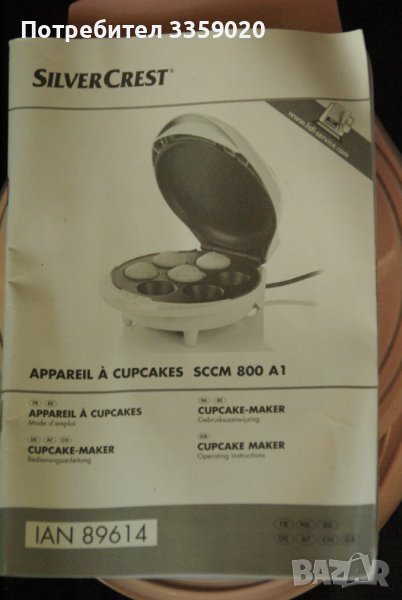 Потребител 3359020
SILVERCREST®
www.lidl-service.com
APPAREIL À CUPCAKES SCCM 800 A1
FR BE
APPAREIL À CUPCAKES
Mode d'emploi
NL BE
CUPCAKE-MAKER
Gebruiksaanwijzing
DE AT CH
CUPCAKE-MAKER
Bedienungsanleitung
GB
CUPCAKE MAKER
Operating instructions
IAN 89614
FR NL BE
DE AT CH GB
BAZAR